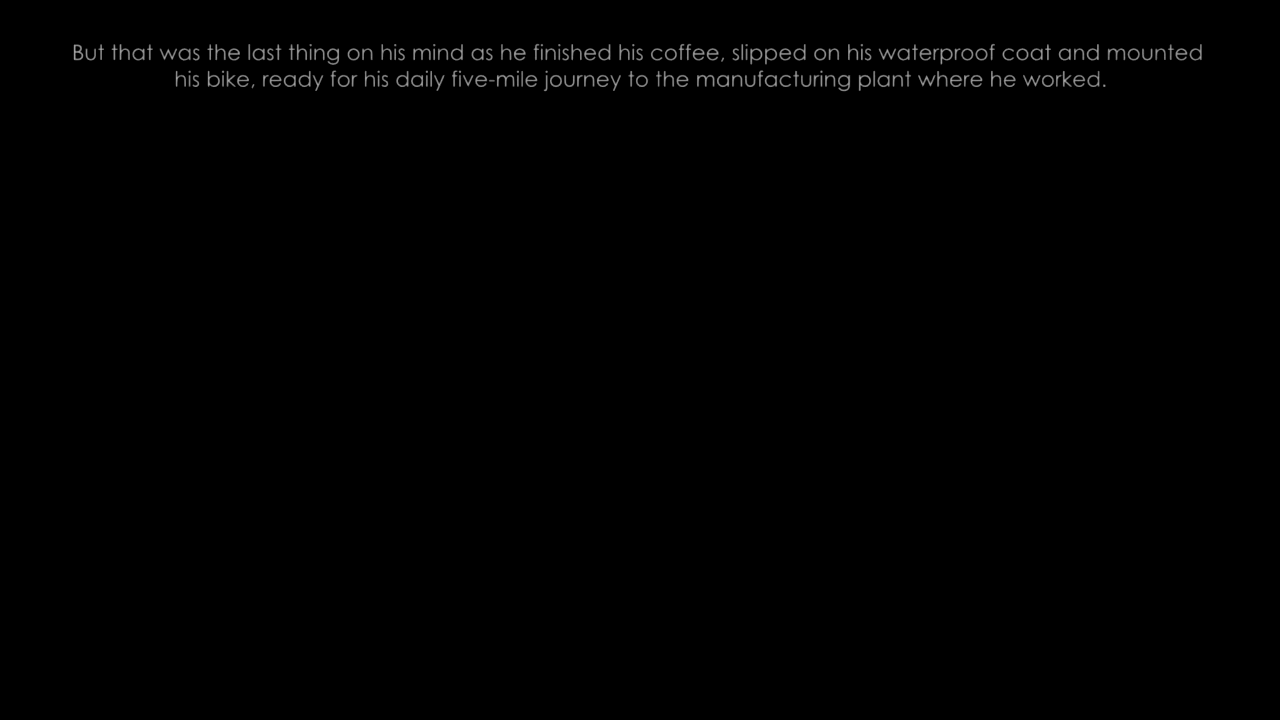 But that was the last thing on his mind as he finished his coffee, slipped on his waterproof coat and mounted
his bike, ready for his daily five-mile journey to the manufacturing plant where he worked.